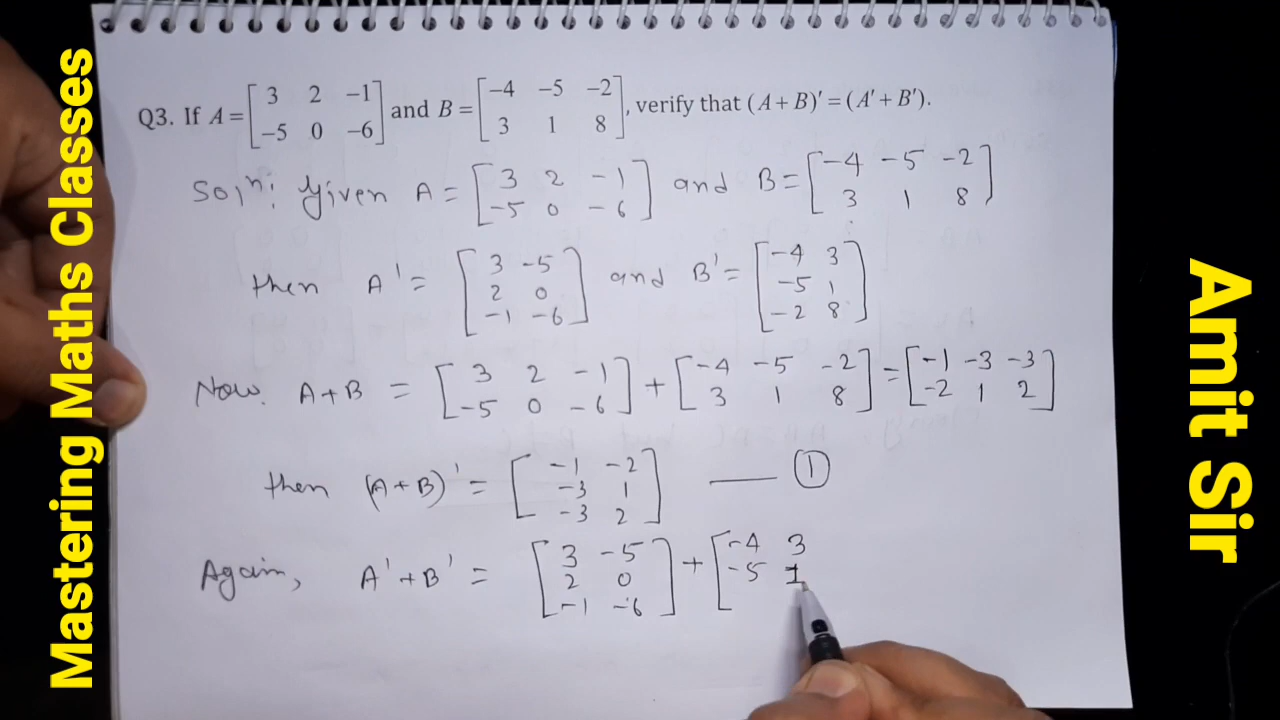 Mastering Maths Classes
Q3. If A = [3 2 −1; −5 0 −6] and B = [−4 −5 −2; 3 1 8], verify that (A + B)′ = (A′ + B′).
Solⁿ: Given A = [3 2 −1; −5 0 −6] and B = [−4 −5 −2; 3 1 8]
then A′ = [3 −5; 2 0; −1 −6] and B′ = [−4 3; −5 1; −2 8]
Now. A+B = [3 2 −1; −5 0 −6] + [−4 −5 −2; 3 1 8] = [−1 −3 −3; −2 1 2]
then (A+B)′ = [−1 −2; −3 1; −3 2] —— ①
Again, A′+B′ = [3 −5; 2 0; −1 −6] + [−4 3; −5 1
Amit Sir